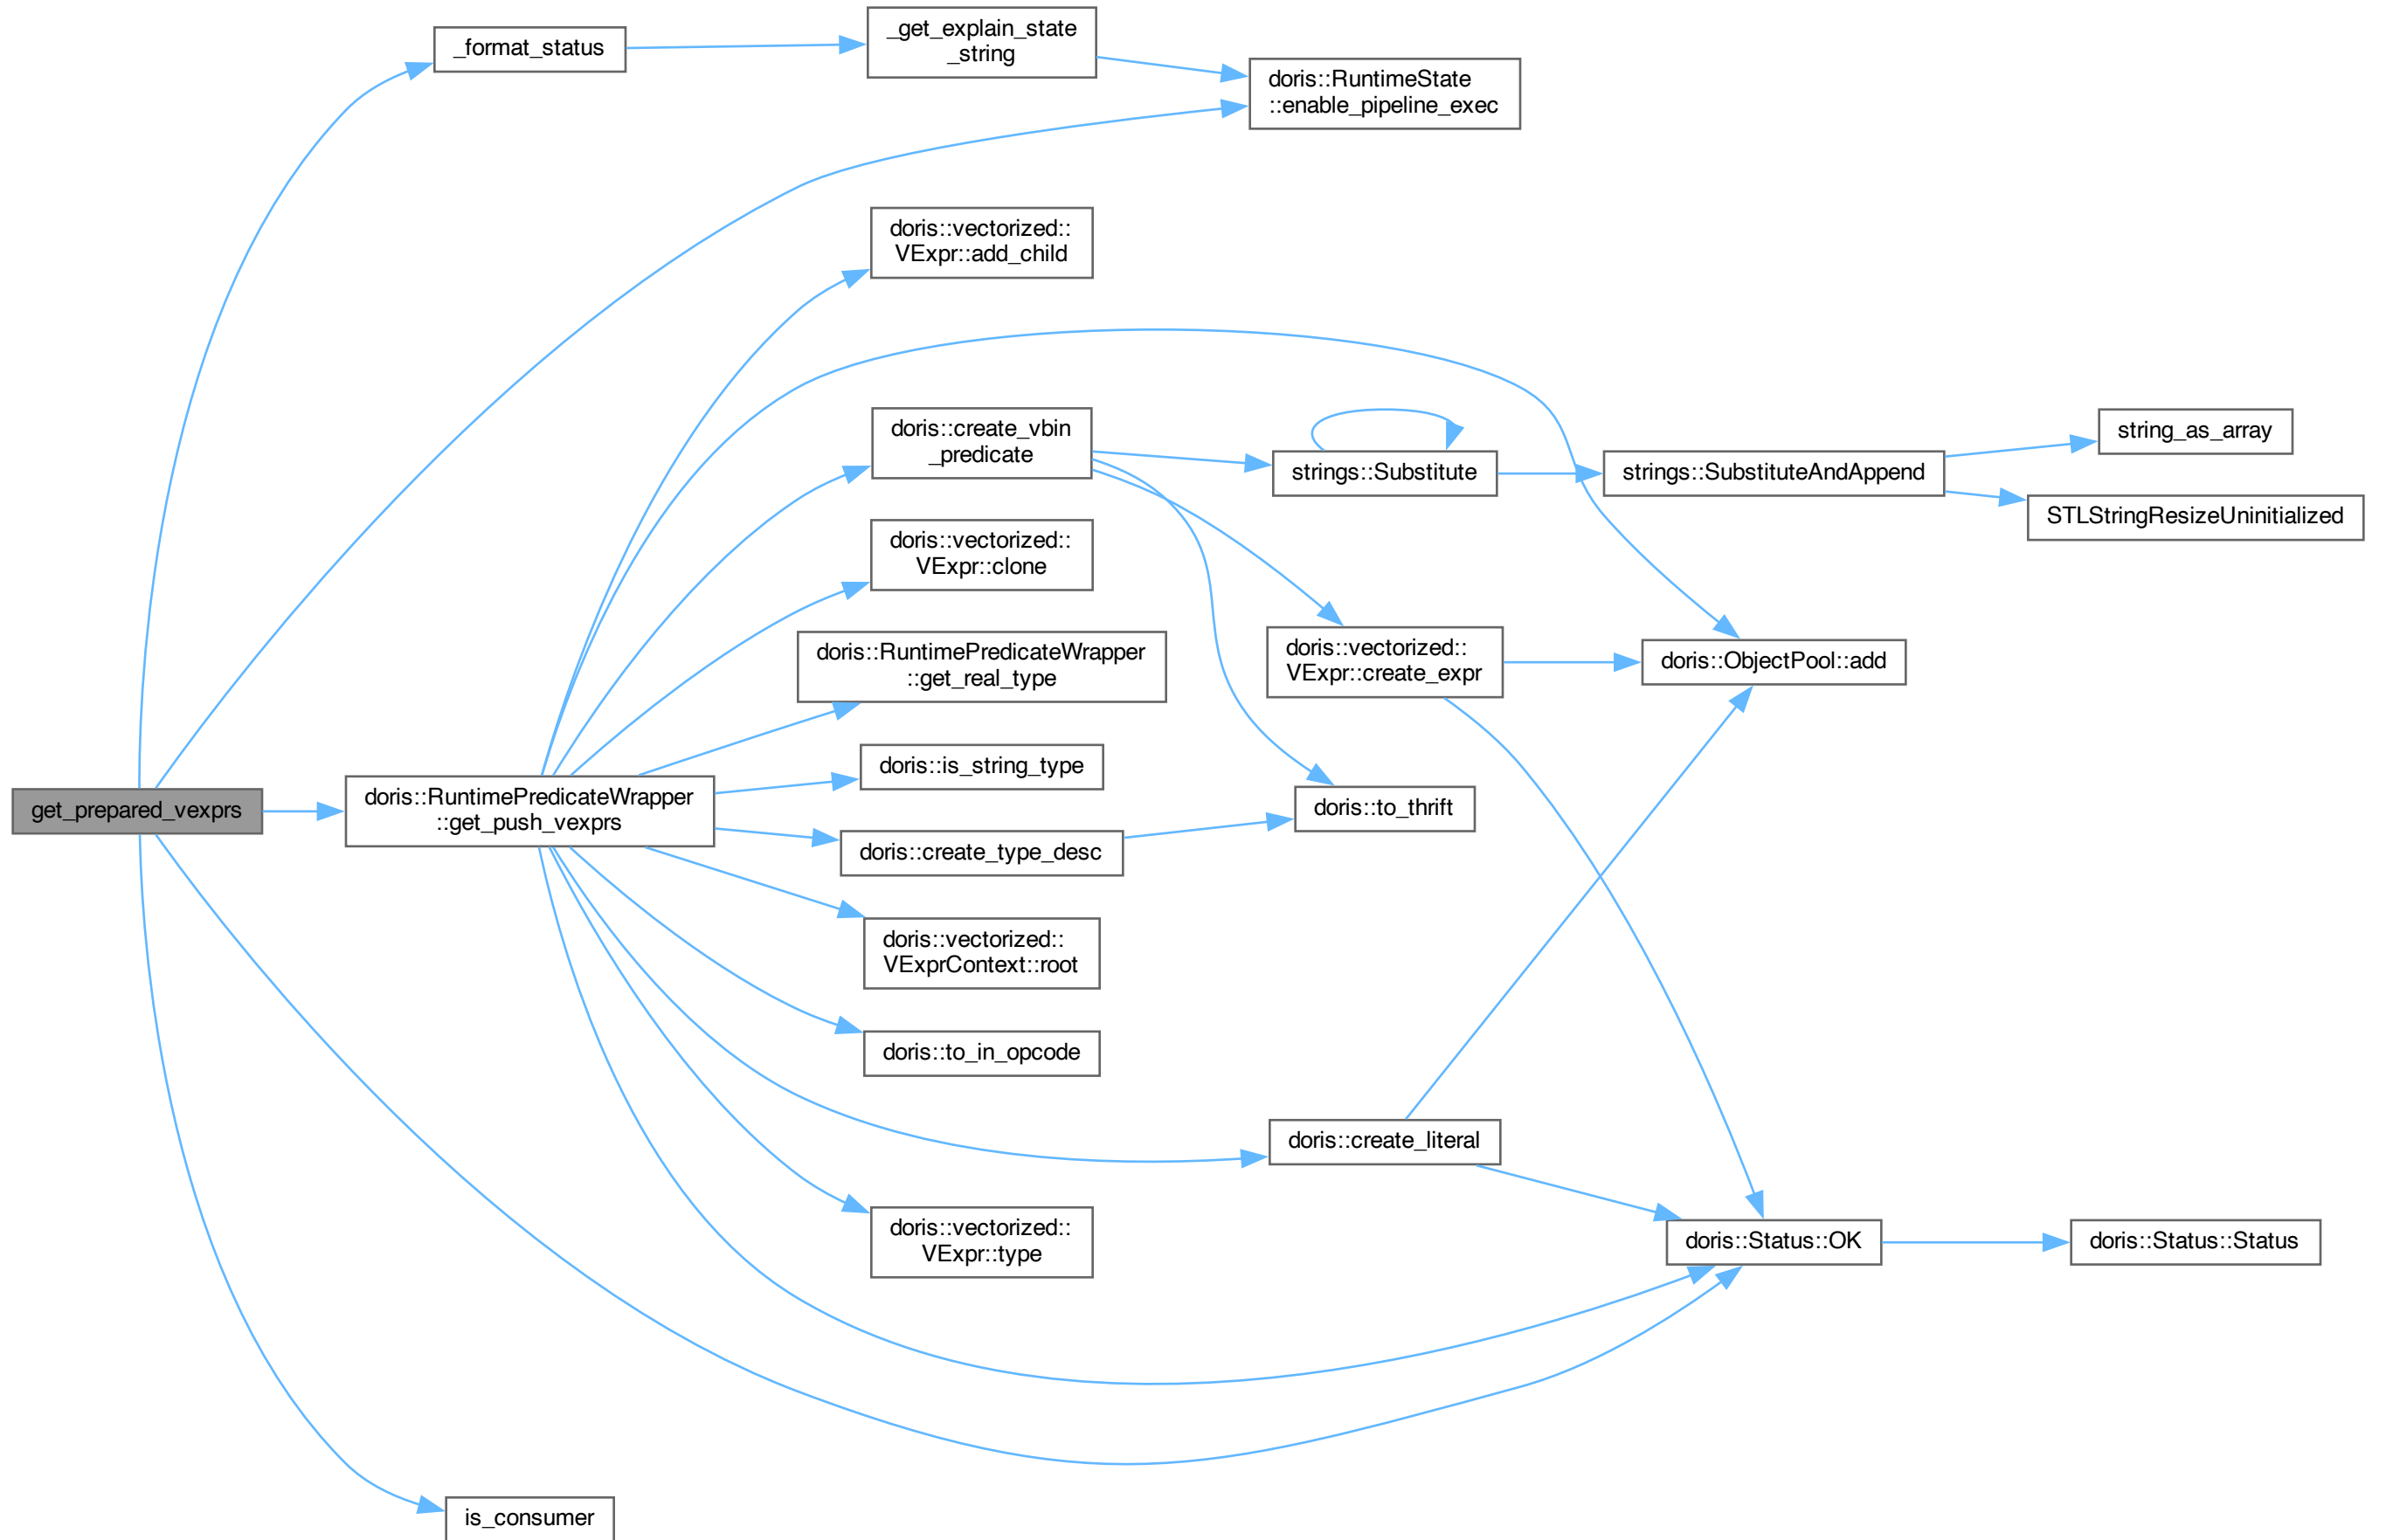 _format_status
_get_explain_state
_string
doris::RuntimeState
::enable_pipeline_exec
doris::vectorized::
VExpr::add_child
doris::create_vbin
_predicate
strings::Substitute
strings::SubstituteAndAppend
string_as_array
STLStringResizeUninitialized
doris::vectorized::
VExpr::clone
doris::RuntimePredicateWrapper
::get_real_type
doris::vectorized::
VExpr::create_expr
doris::ObjectPool::add
doris::is_string_type
get_prepared_vexprs
doris::RuntimePredicateWrapper
::get_push_vexprs
doris::to_thrift
doris::create_type_desc
doris::vectorized::
VExprContext::root
doris::to_in_opcode
doris::create_literal
doris::vectorized::
VExpr::type
doris::Status::OK
doris::Status::Status
is_consumer